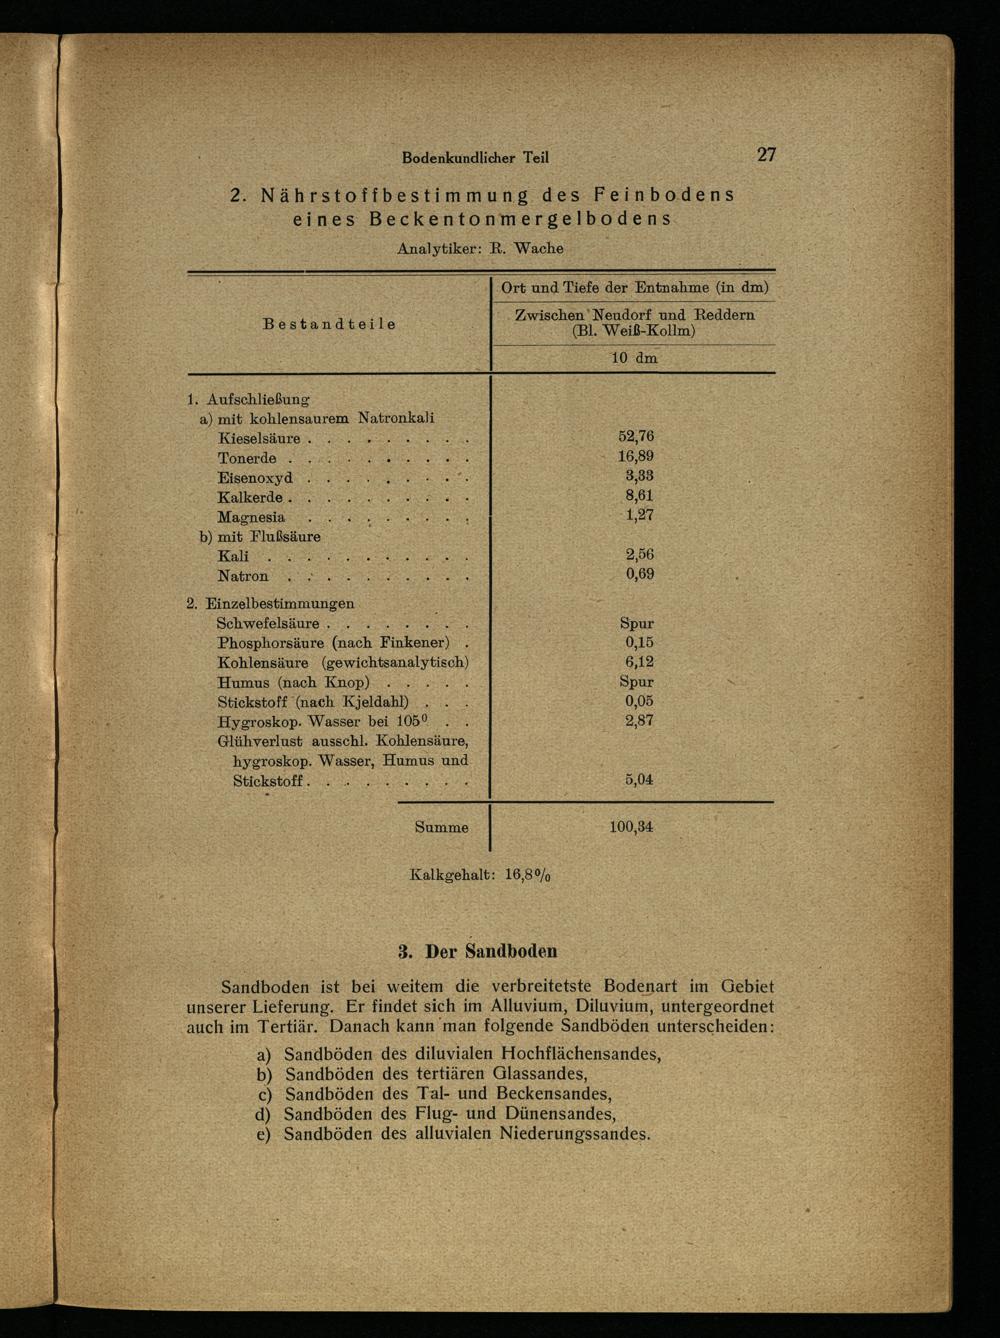 Bodenkundlicher Teil 27
2. Nährstoffbestimmung des Feinbodens
eines Beckentonmergelbodens
Analytiker: R. Wache
Bestandteile
Ort und Tiefe der Entnahme (in dm)
Zwischen Neudorf und Reddern
(Bl. Weiß-Kollm)
10 dm
1. Aufschließung
a) mit kohlensaurem Natronkali
Kieselsäure . . . . . . . . . 52,76
Tonerde . . . . . . . . . . 16,89
Eisenoxyd . . . . . . . . . 3,33
Kalkerde . . . . . . . . . . 8,61
Magnesia . . . . . . . . . 1,27
b) mit Flußsäure
Kali . . . . . . . . . . . 2,56
Natron . . . . . . . . . . 0,69
2. Einzelbestimmungen
Schwefelsäure . . . . . . . . Spur
Phosphorsäure (nach Finkener) . 0,15
Kohlensäure (gewichtsanalytisch) 6,12
Humus (nach Knop) . . . . . Spur
Stickstoff (nach Kjeldahl) . . . 0,05
Hygroskop. Wasser bei 105⁰ . . 2,87
Glühverlust ausschl. Kohlensäure,
hygroskop. Wasser, Humus und
Stickstoff . . . . . . . . . 5,04
Summe 100,34
Kalkgehalt: 16,8%
3. Der Sandboden
Sandboden ist bei weitem die verbreitetste Bodenart im Gebiet
unserer Lieferung. Er findet sich im Alluvium, Diluvium, untergeordnet
auch im Tertiär. Danach kann man folgende Sandböden unterscheiden:
a) Sandböden des diluvialen Hochflächensandes,
b) Sandböden des tertiären Glassandes,
c) Sandböden des Tal- und Beckensandes,
d) Sandböden des Flug- und Dünensandes,
e) Sandböden des alluvialen Niederungssandes.